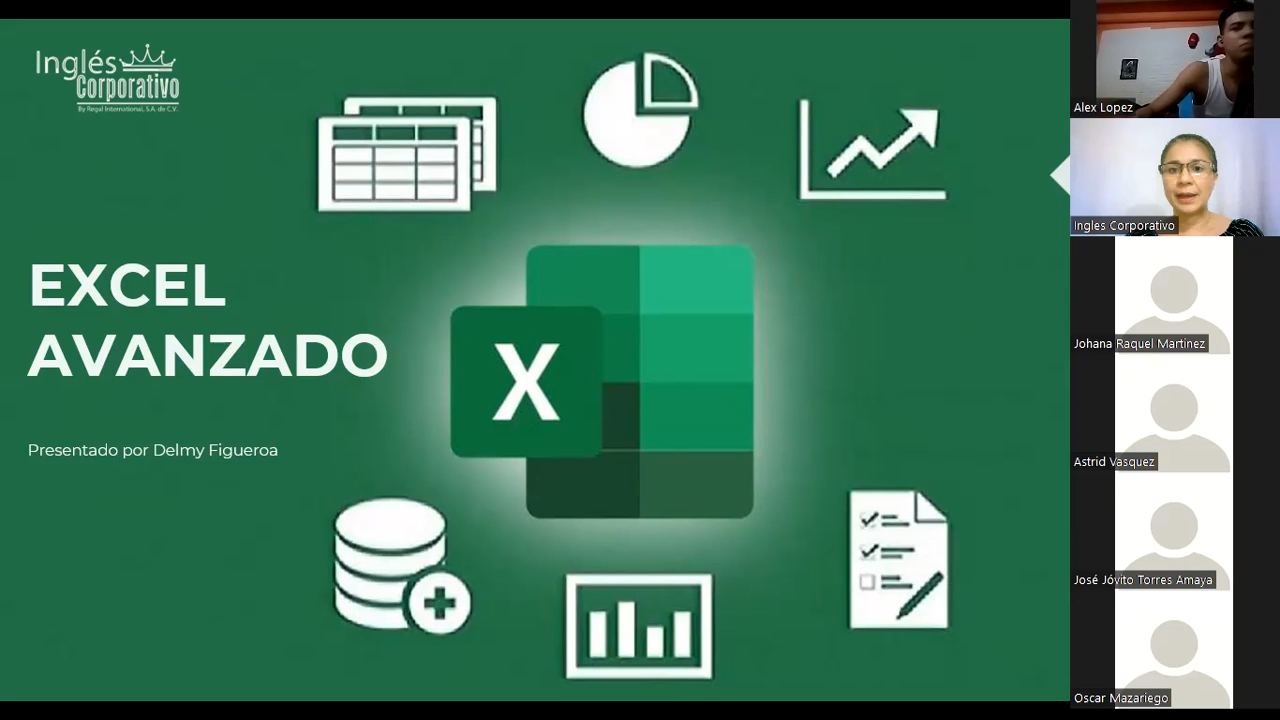 Inglés
Corporativo
By Regal International, S.A. de C.V.
EXCEL
AVANZADO
Presentado por Delmy Figueroa
X
Alex Lopez
Ingles Corporativo
Johana Raquel Martinez
Astrid Vasquez
José Jóvito Torres Amaya
Oscar Mazariego